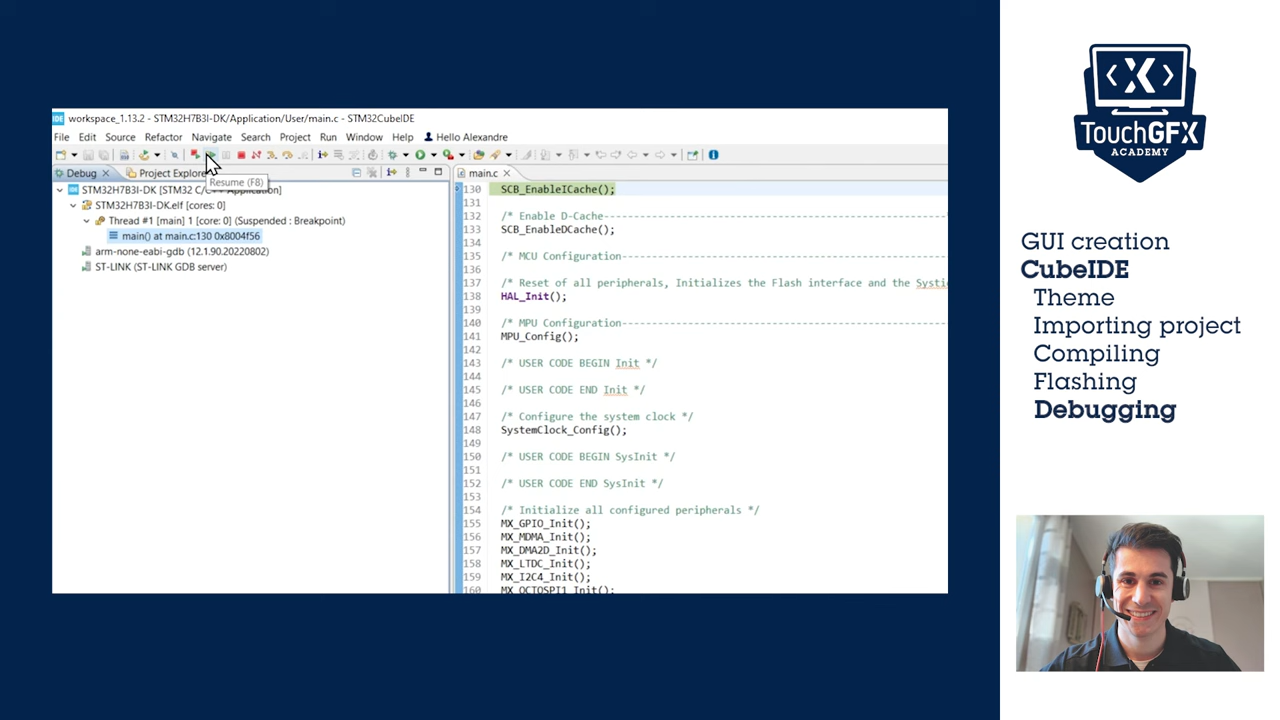 IDE workspace_1.13.2 - STM32H7B3I-DK/Application/User/main.c - STM32CubeIDE
File Edit Source Refactor Navigate Search Project Run Window Help Hello Alexandre
Debug Project Explorer
Resume (F8)
STM32H7B3I-DK [STM32 C/C++ Application]
STM32H7B3I-DK.elf [cores: 0]
Thread #1 [main] 1 [core: 0] (Suspended : Breakpoint)
main() at main.c:130 0x8004f56
arm-none-eabi-gdb (12.1.90.20220802)
ST-LINK (ST-LINK GDB server)
main.c
130 SCB_EnableICache();
131
132 /* Enable D-Cache---------------------------------------------------------
133 SCB_EnableDCache();
134
135 /* MCU Configuration------------------------------------------------------
136
137 /* Reset of all peripherals, Initializes the Flash interface and the Systic
138 HAL_Init();
139
140 /* MPU Configuration------------------------------------------------------
141 MPU_Config();
142
143 /* USER CODE BEGIN Init */
144
145 /* USER CODE END Init */
146
147 /* Configure the system clock */
148 SystemClock_Config();
149
150 /* USER CODE BEGIN SysInit */
151
152 /* USER CODE END SysInit */
153
154 /* Initialize all configured peripherals */
155 MX_GPIO_Init();
156 MX_MDMA_Init();
157 MX_DMA2D_Init();
158 MX_LTDC_Init();
159 MX_I2C4_Init();
160 MX_OCTOSPI1_Init();
X
TouchGFX
ACADEMY
GUI creation
CubeIDE
Theme
Importing project
Compiling
Flashing
Debugging